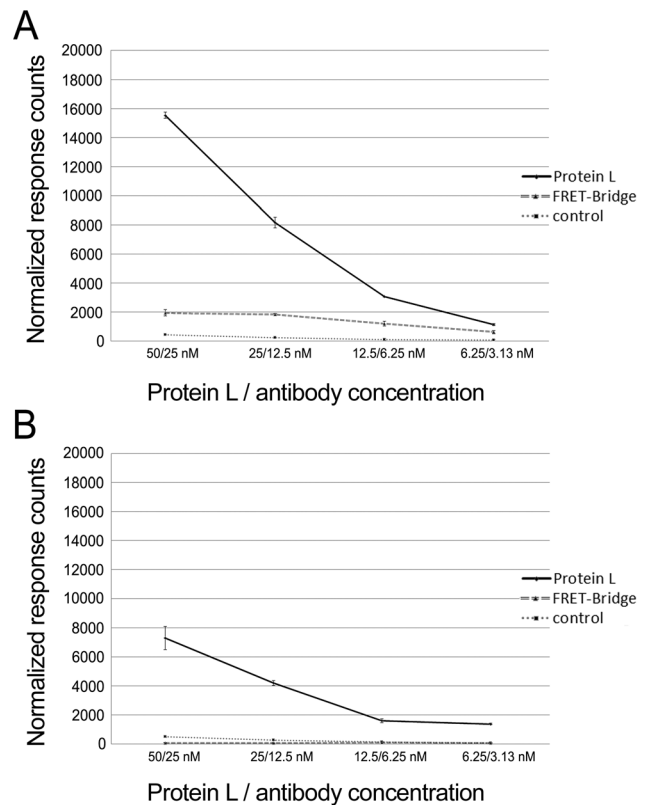 A
Normalized response counts
20000
18000
16000
14000
12000
10000
8000
6000
4000
2000
0
50/25 nM
25/12.5 nM
12.5/6.25 nM
6.25/3.13 nM
Protein L / antibody concentration
Protein L
FRET-Bridge
control
B
Normalized response counts
20000
18000
16000
14000
12000
10000
8000
6000
4000
2000
0
50/25 nM
25/12.5 nM
12.5/6.25 nM
6.25/3.13 nM
Protein L / antibody concentration
Protein L
FRET-Bridge
control